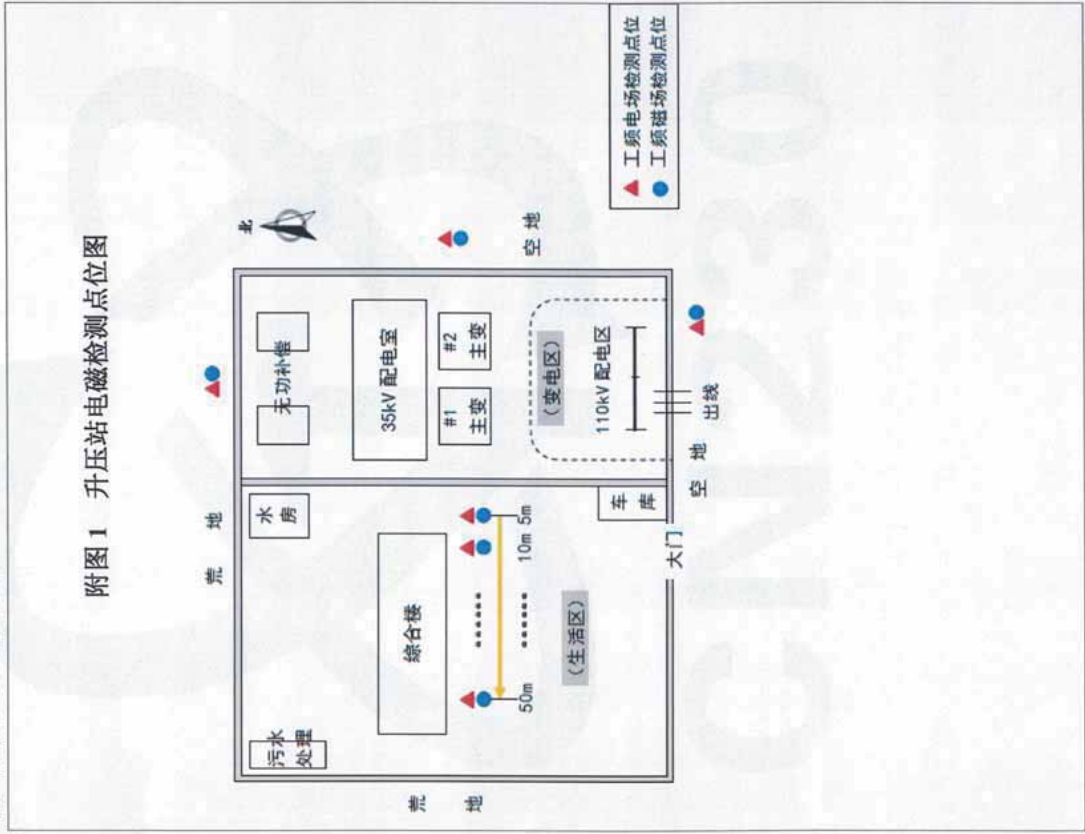 附图 1 升压站电磁检测点位图
北
荒 地
污水
处理
水
房
无功补偿
综合楼
35kV 配电室
#1
主变
#2
主变
荒
地
空 地
50m
10m 5m
(生活区)
(变电区)
110kV 配电区
车
库
大门
空 地
出线
工频电场检测点位
工频磁场检测点位
CN2230